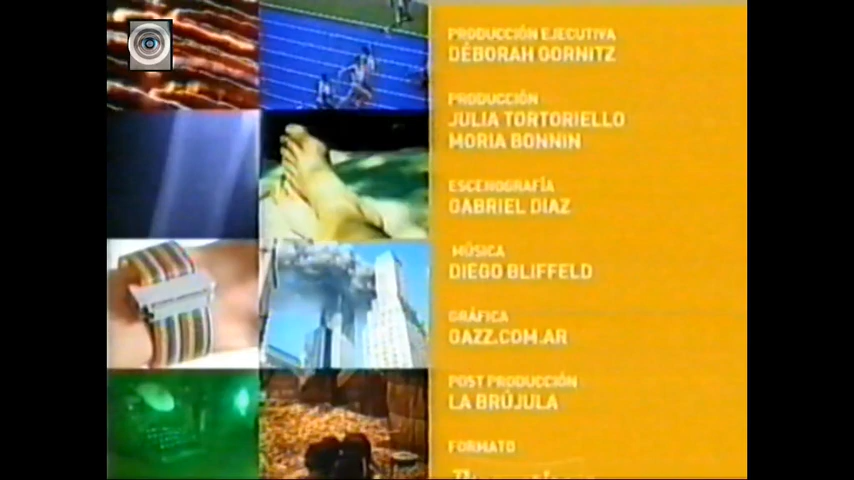 PRODUCCIÓN EJECUTIVA
DÉBORAH GORNITZ
PRODUCCIÓN
JULIA TORTORIELLO
MORIA BONNIN
ESCENOGRAFÍA
GABRIEL DIAZ
MÚSICA
DIEGO BLIFFELD
GRÁFICA
GAZZ.COM.AR
POST PRODUCCIÓN
LA BRÚJULA
FORMATO